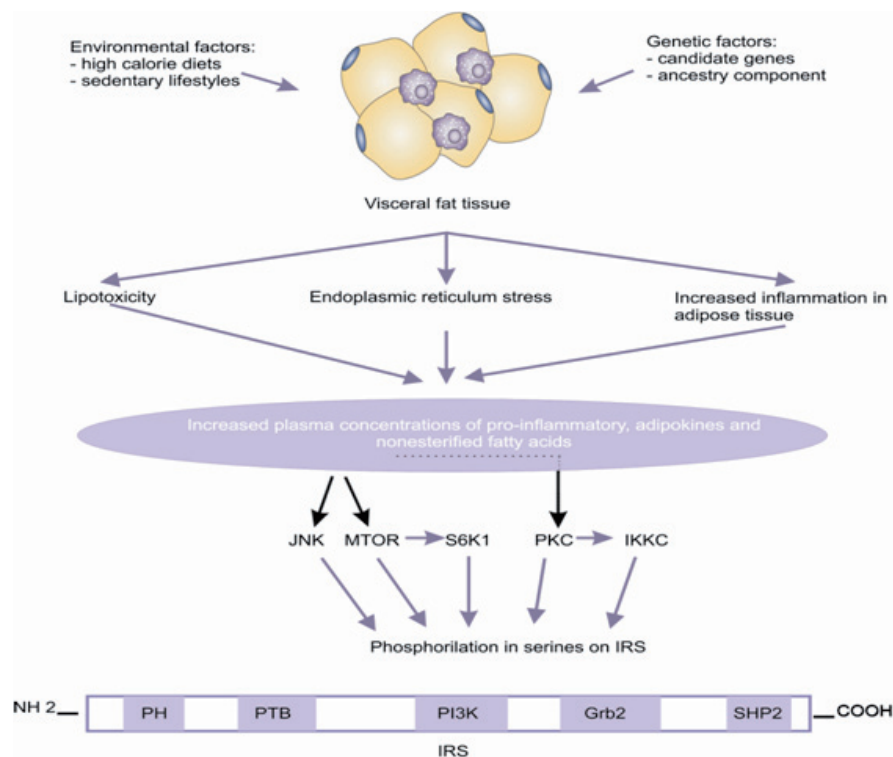 Environmental factors:
- high calorie diets
- sedentary lifestyles
Genetic factors:
- candidate genes
- ancestry component
Visceral fat tissue
Lipotoxicity
Endoplasmic reticulum stress
Increased inflammation in
adipose tissue
Increased plasma concentrations of pro-inflammatory, adipokines and
nonesterified fatty acids
JNK MTOR S6K1 PKC IKKC
Phosphorilation in serines on IRS
NH 2 PH PTB PI3K Grb2 SHP2 COOH
IRS